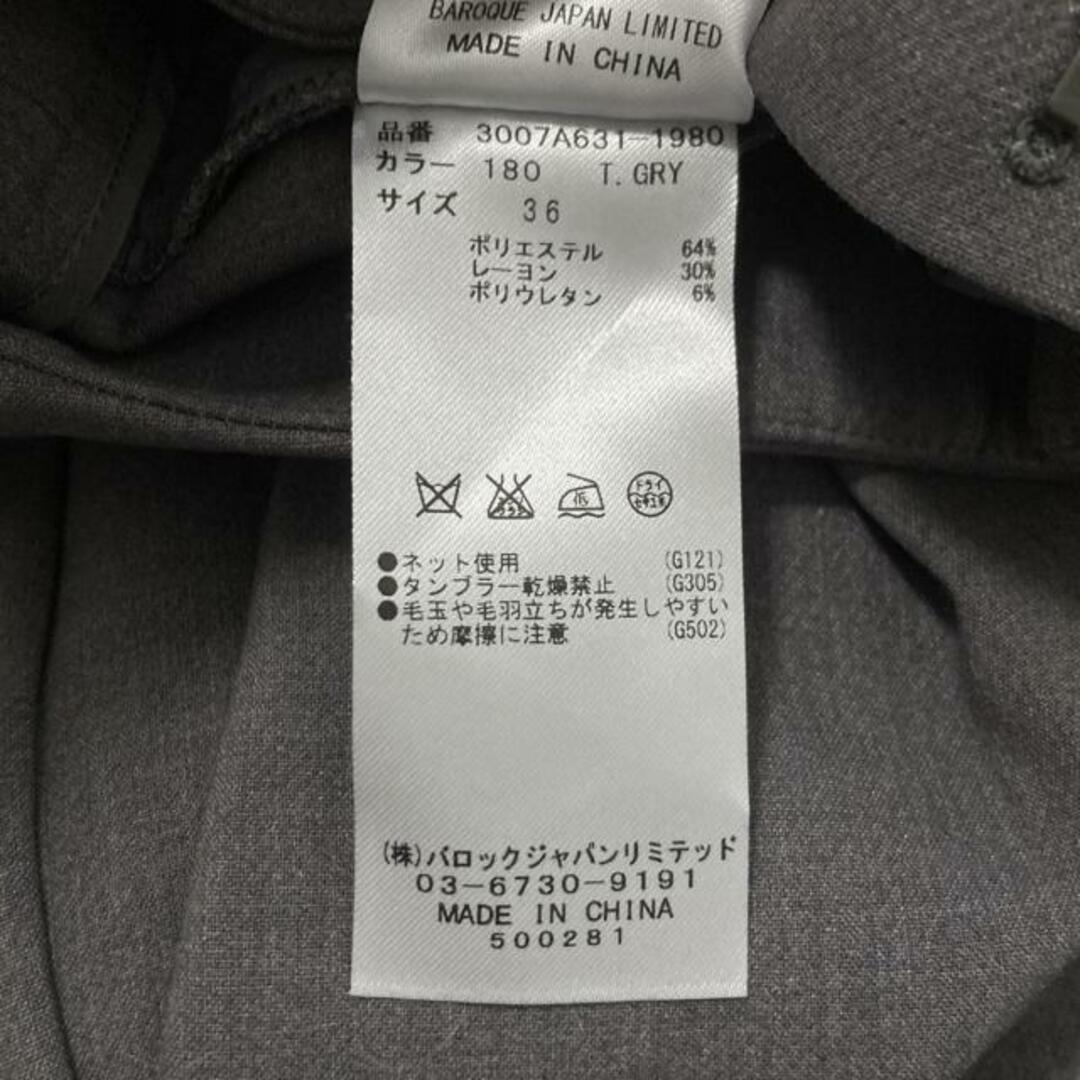 BAROQUE JAPAN LIMITED
MADE IN CHINA
品番 3007A631-1980
カラー 180 T.GRY
サイズ 36
ポリエステル 64%
レーヨン 30%
ポリウレタン 6%
低
ドライ
●ネット使用 (G121)
●タンブラー乾燥禁止 (G305)
●毛玉や毛羽立ちが発生しやすい
ため摩擦に注意 (G502)
(株)バロックジャパンリミテッド
03-6730-9191
MADE IN CHINA
500281